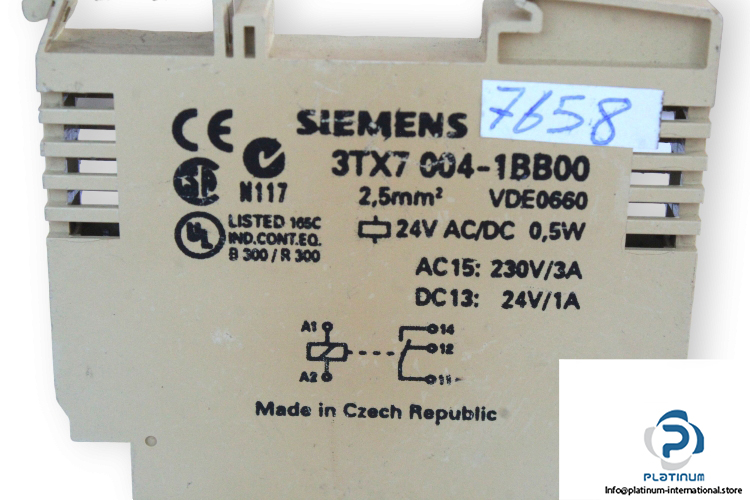 7658
SIEMENS
CE
3TX7 004-1BB00
N117
2,5mm² VDE0660
LISTED 165C
IND.CONT.EQ.
B 300 / R 300
UL
24V AC/DC 0,5W
AC15: 230V/3A
DC13: 24V/1A
A1
14
12
A2
11
Made in Czech Republic
PLATINUM
Info@platinum-international.store